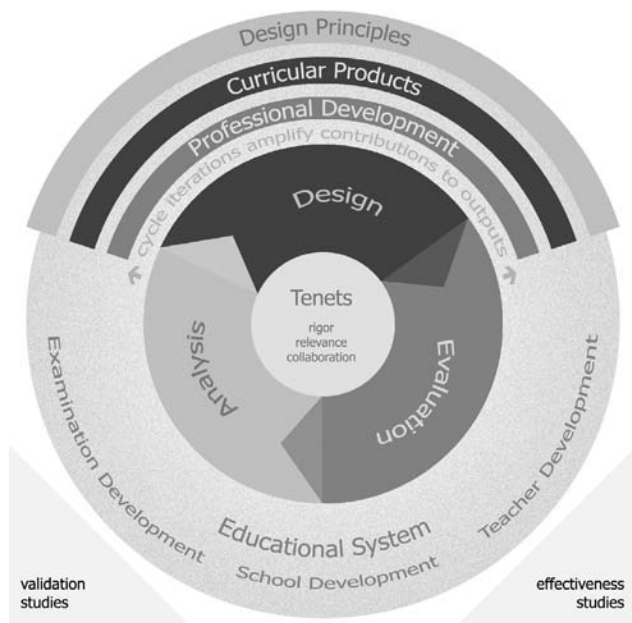 Design Principles
Curricular Products
Professional Development
cycle iterations amplify contributions to outputs
Design
Tenets
rigor
relevance
collaboration
Analysis
Evaluation
Examination Development
Teacher Development
Educational System
School Development
validation
studies
effectiveness
studies